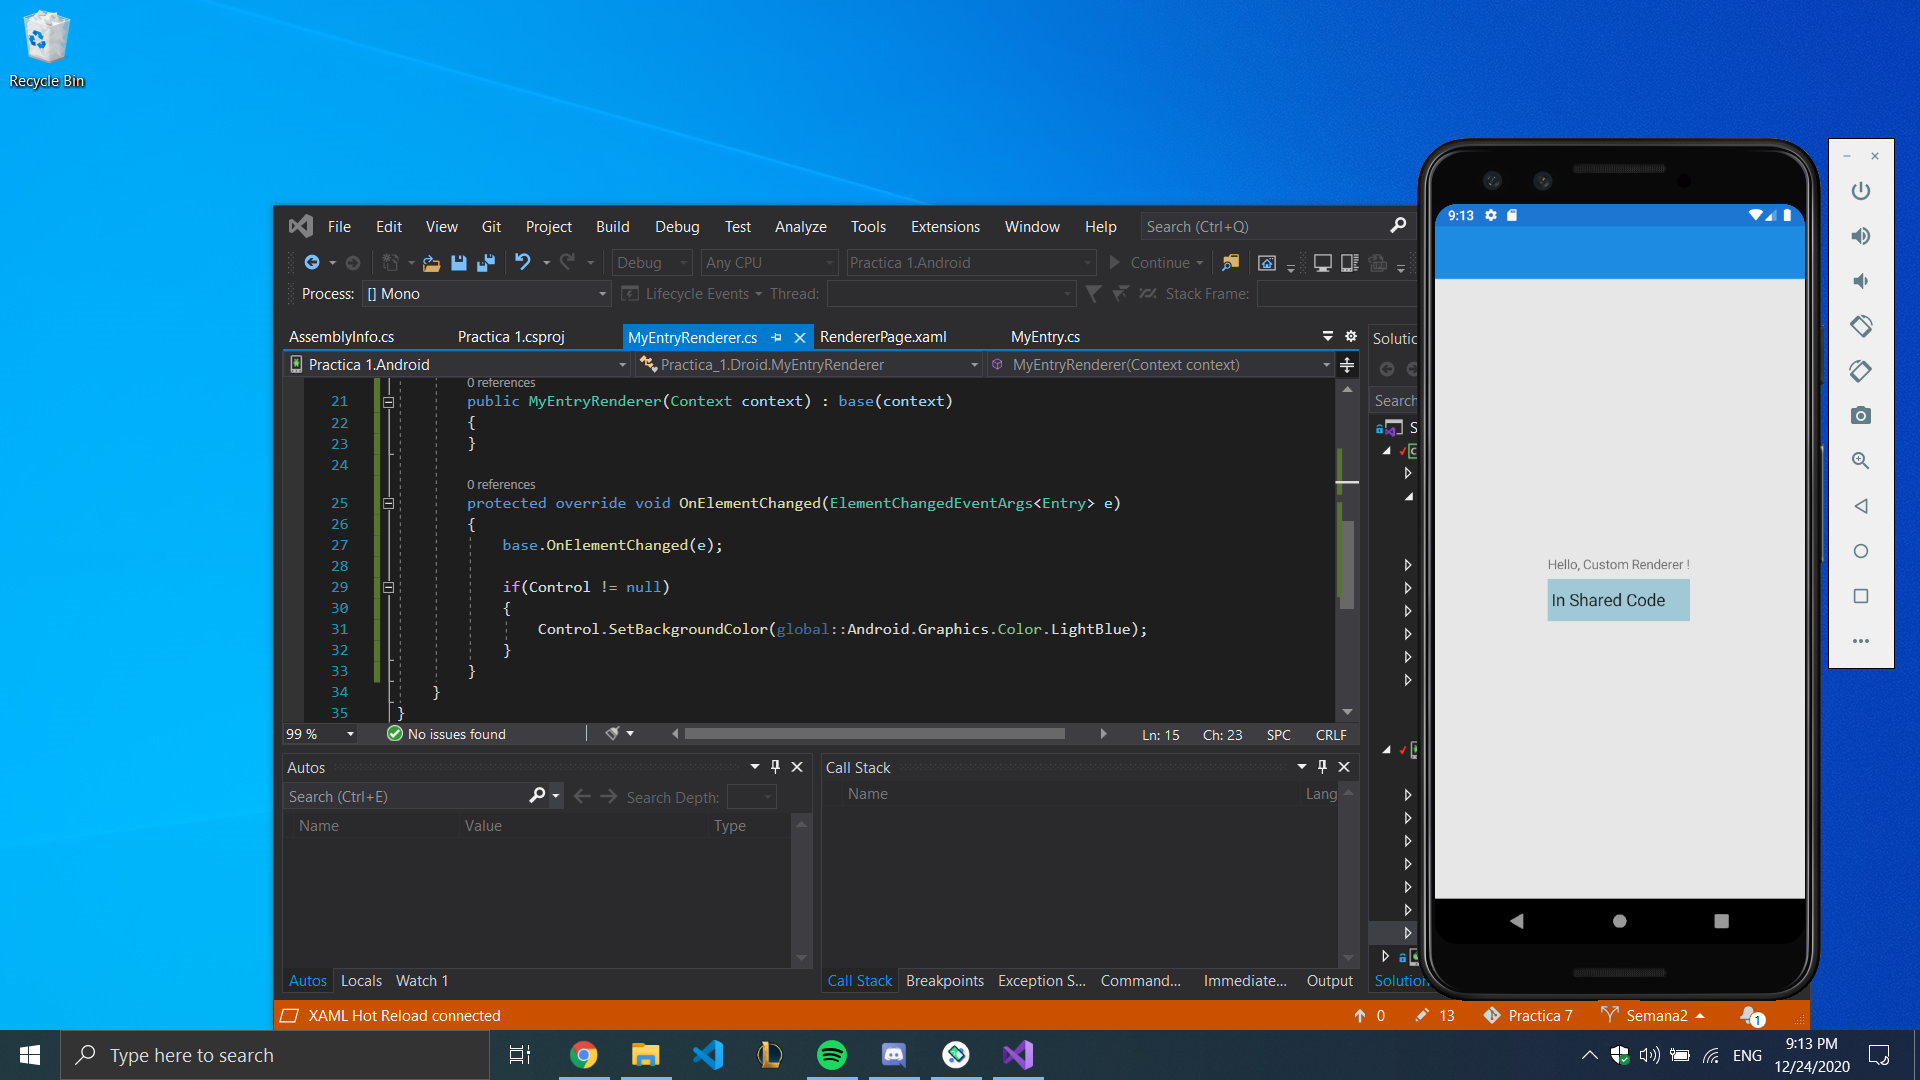 Recycle Bin
File Edit View Git Project Build Debug Test Analyze Tools Extensions Window Help Search (Ctrl+Q)
Debug Any CPU Practica 1.Android Continue
Process: [] Mono Lifecycle Events Thread: Stack Frame:
AssemblyInfo.cs Practica 1.csproj MyEntryRenderer.cs RendererPage.xaml MyEntry.cs
Practica 1.Android Practica_1.Droid.MyEntryRenderer MyEntryRenderer(Context context)
0 references
21 public MyEntryRenderer(Context context) : base(context)
22 {
23 }
24
0 references
25 protected override void OnElementChanged(ElementChangedEventArgs<Entry> e)
26 {
27 base.OnElementChanged(e);
28
29 if(Control != null)
30 {
31 Control.SetBackgroundColor(global::Android.Graphics.Color.LightBlue);
32 }
33 }
34 }
35 }
99 % No issues found Ln: 15 Ch: 23 SPC CRLF
Autos
Search (Ctrl+E) Search Depth:
Name Value Type
Autos Locals Watch 1
Call Stack
Name Lang
Call Stack Breakpoints Exception S... Command... Immediate... Output
Solutio
Search
S
Solution
9:13
Hello, Custom Renderer !
In Shared Code
XAML Hot Reload connected 0 13 Practica 7 Semana2 1
Type here to search
ENG
9:13 PM
12/24/2020